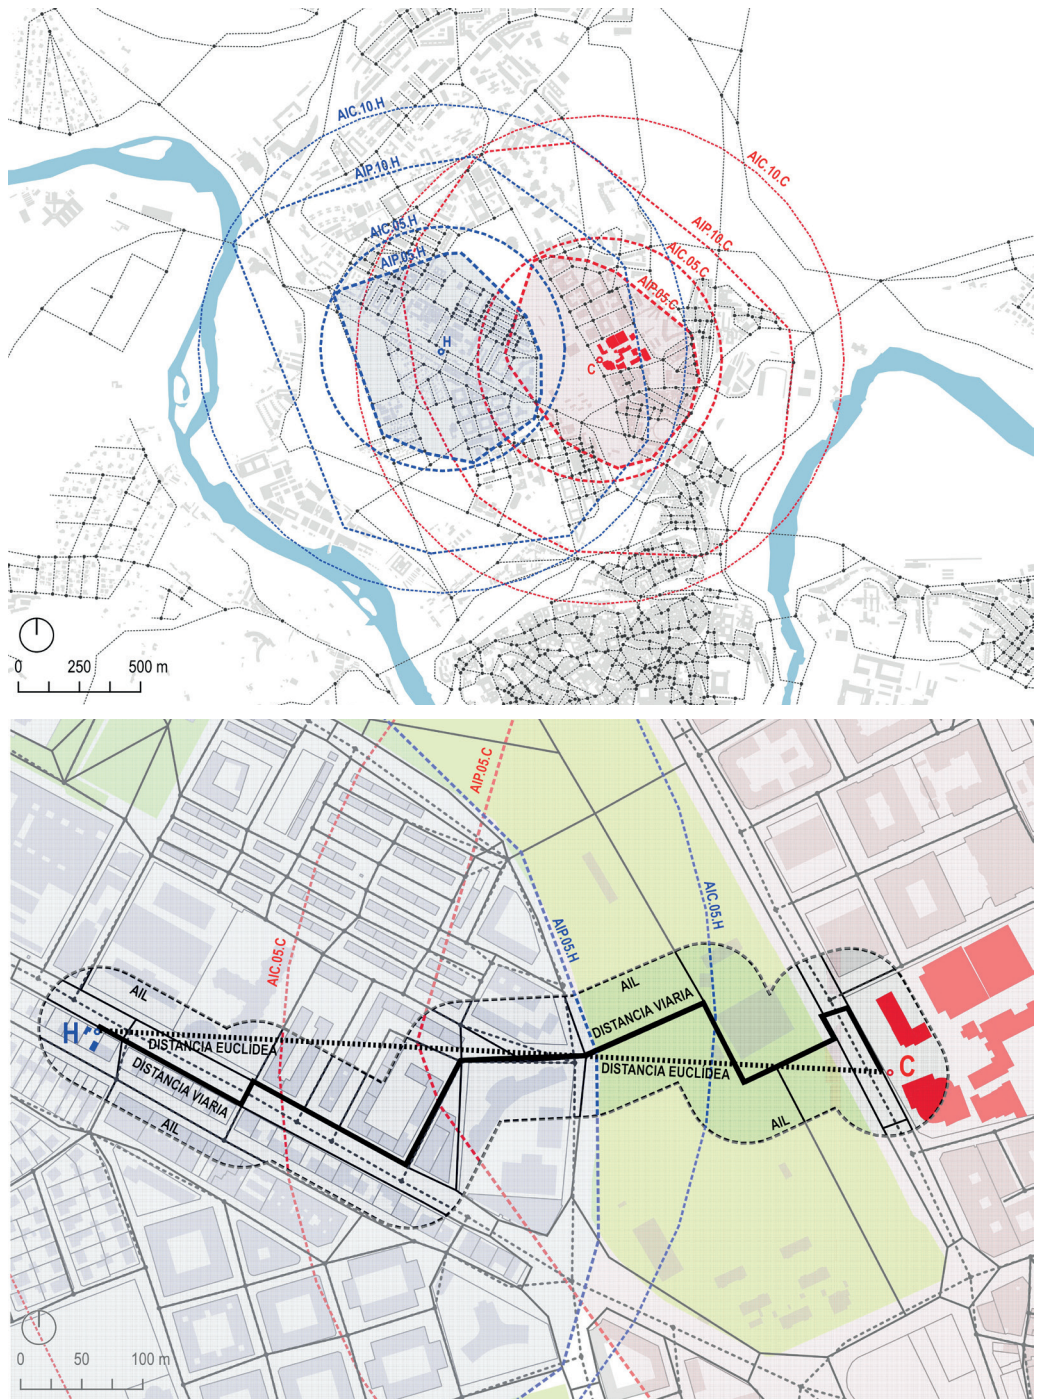 AIC.10.H
AIP.10.H
AIC.05.H
AIP.05.H
AIC.10.C
AIP.10.C
AIC.05.C
AIP.05.C
H
C
0 250 500 m
AIP.05.C
AIC.05.H
AIC.05.C
AIP.05.H
AIL
AIL
DISTANCIA VIARIA
H
DISTANCIA EUCLÍDEA
DISTANCIA EUCLÍDEA
C
DISTANCIA VIARIA
AIL
AIL
0 50 100 m